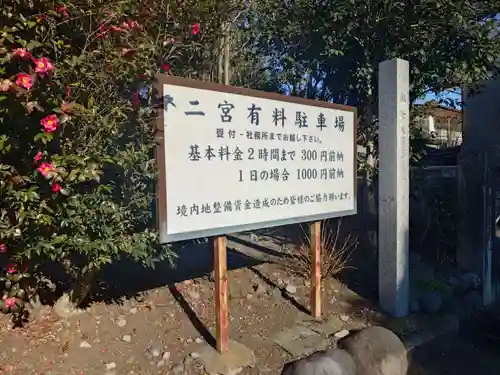 二宮有料駐車場
受付-社務所までお越し下さい。
基本料金2時間まで 300円前納
1日の場合 1000円前納
境内地整備資金造成のため皆様のご協力願います.